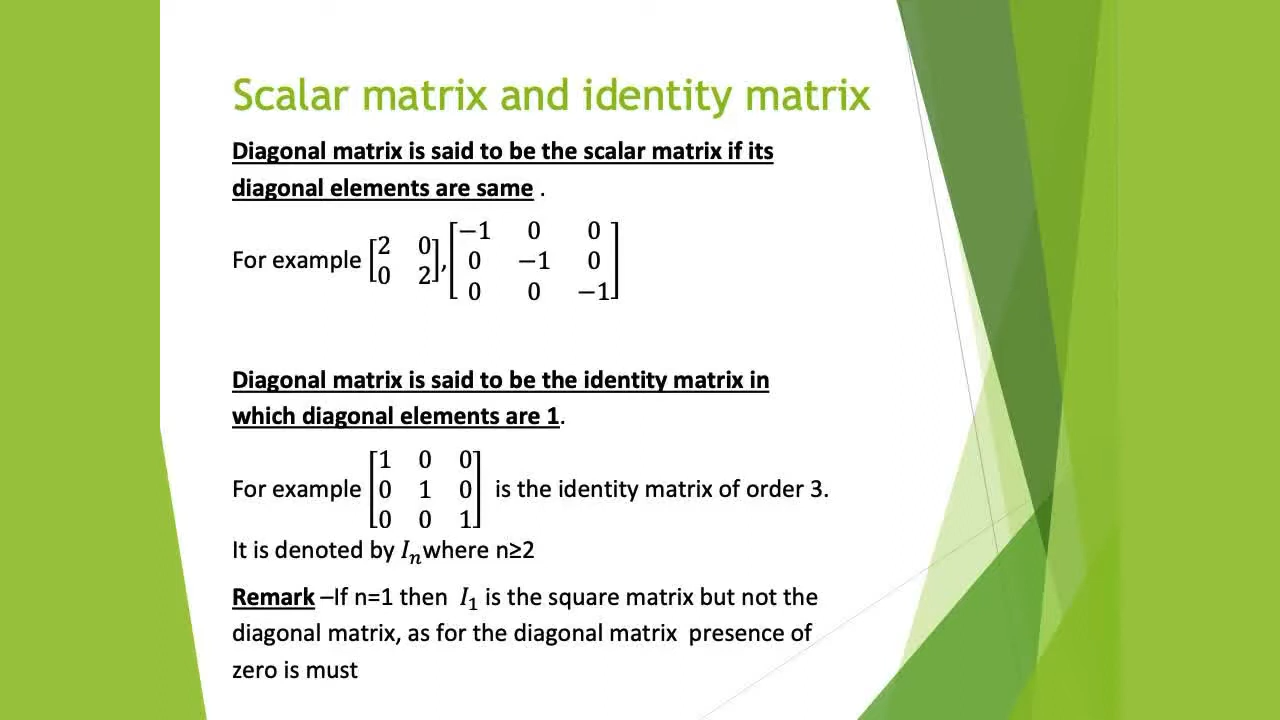 Scalar matrix and identity matrix
Diagonal matrix is said to be the scalar matrix if its
diagonal elements are same .
For example [2 0; 0 2], [−1 0 0; 0 −1 0; 0 0 −1]
Diagonal matrix is said to be the identity matrix in
which diagonal elements are 1.
For example [1 0 0; 0 1 0; 0 0 1] is the identity matrix of order 3.
It is denoted by Iₙ where n≥2
Remark –If n=1 then I₁ is the square matrix but not the
diagonal matrix, as for the diagonal matrix presence of
zero is must